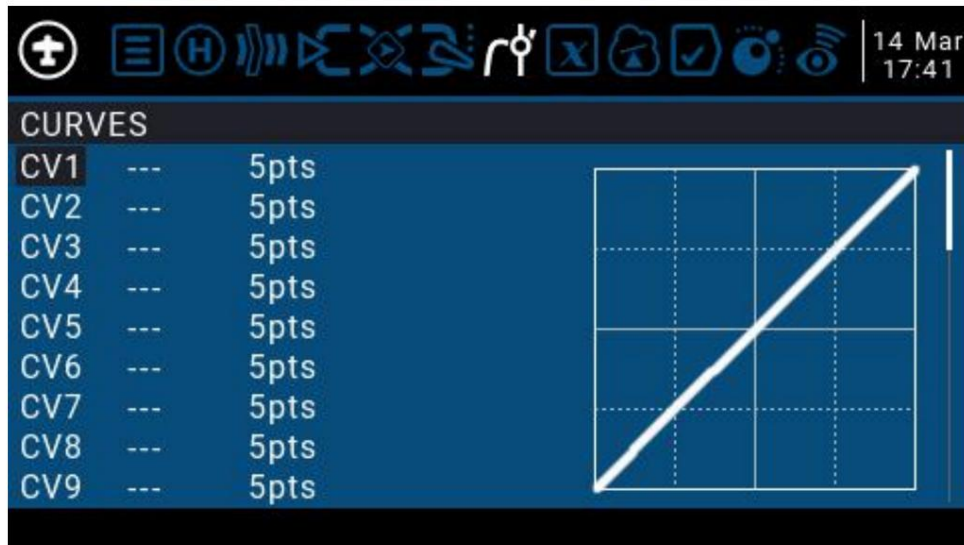 H
X
14 Mar
17:41
CURVES
CV1 --- 5pts
CV2 --- 5pts
CV3 --- 5pts
CV4 --- 5pts
CV5 --- 5pts
CV6 --- 5pts
CV7 --- 5pts
CV8 --- 5pts
CV9 --- 5pts